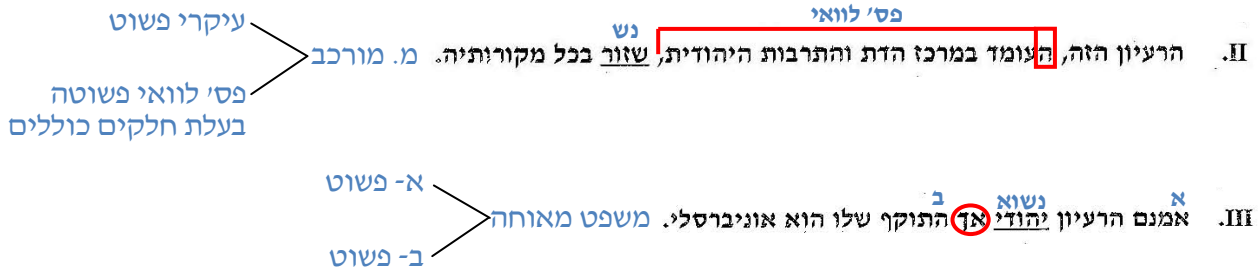 פס' לוואי
עיקרי פשוט
נש
II. הרעיון הזה, העומד במרכז הדת והתרבות היהודית, שזור בכל מקורותיה. מ. מורכב
פס' לוואי פשוטה
בעלת חלקים כוללים
א- פשוט
א נשוא ב
III. אמנם הרעיון יהודי אך התוקף שלו הוא אוניברסלי. משפט מאוחה
ב- פשוט